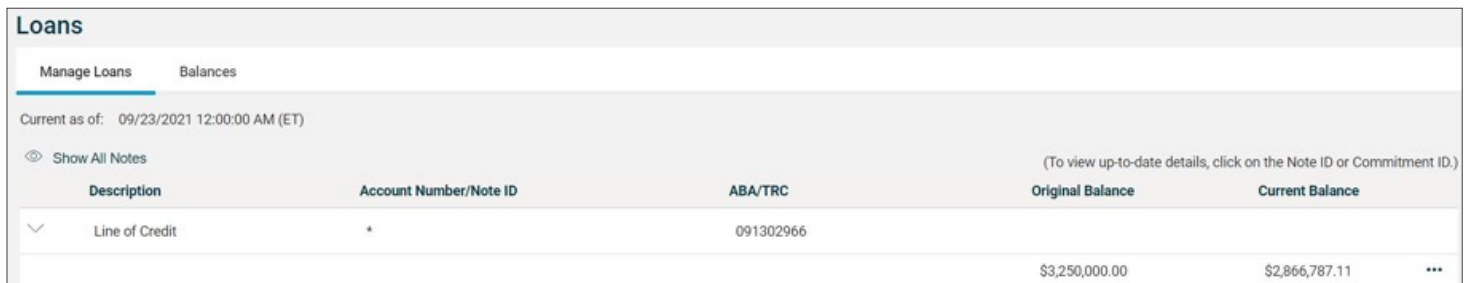 Loans
Manage Loans Balances
Current as of: 09/23/2021 12:00:00 AM (ET)
Show All Notes
(To view up-to-date details, click on the Note ID or Commitment ID.)
Description Account Number/Note ID ABA/TRC Original Balance Current Balance
Line of Credit * 091302966
$3,250,000.00 $2,866,787.11 •••